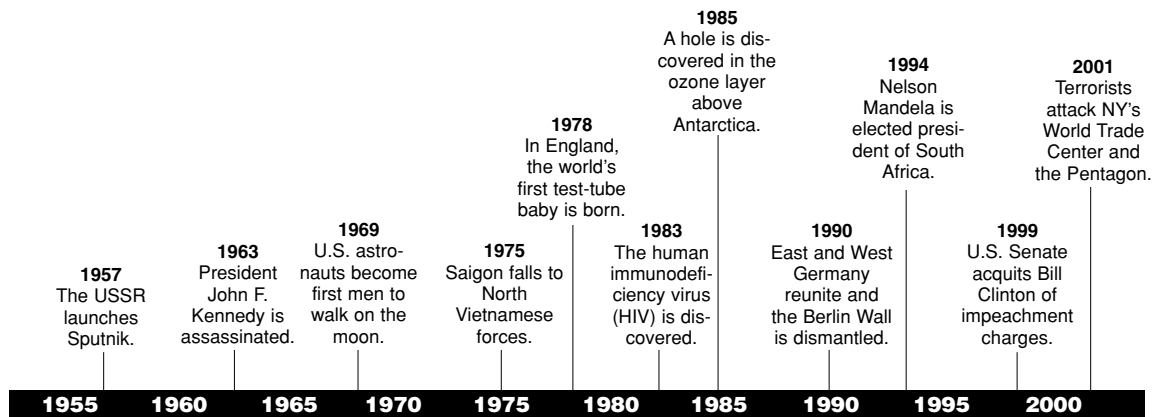 1957
The USSR
launches
Sputnik.
1963
President
John F.
Kennedy is
assassinated.
1969
U.S. astro-
nauts become
first men to
walk on the
moon.
1975
Saigon falls to
North
Vietnamese
forces.
1978
In England,
the world's
first test-tube
baby is born.
1983
The human
immunodefi-
ciency virus
(HIV) is dis-
covered.
1985
A hole is dis-
covered in the
ozone layer
above
Antarctica.
1990
East and West
Germany
reunite and
the Berlin Wall
is dismantled.
1994
Nelson
Mandela is
elected presi-
dent of South
Africa.
1999
U.S. Senate
acquits Bill
Clinton of
impeachment
charges.
2001
Terrorists
attack NY's
World Trade
Center and
the Pentagon.
1955 1960 1965 1970 1975 1980 1985 1990 1995 2000